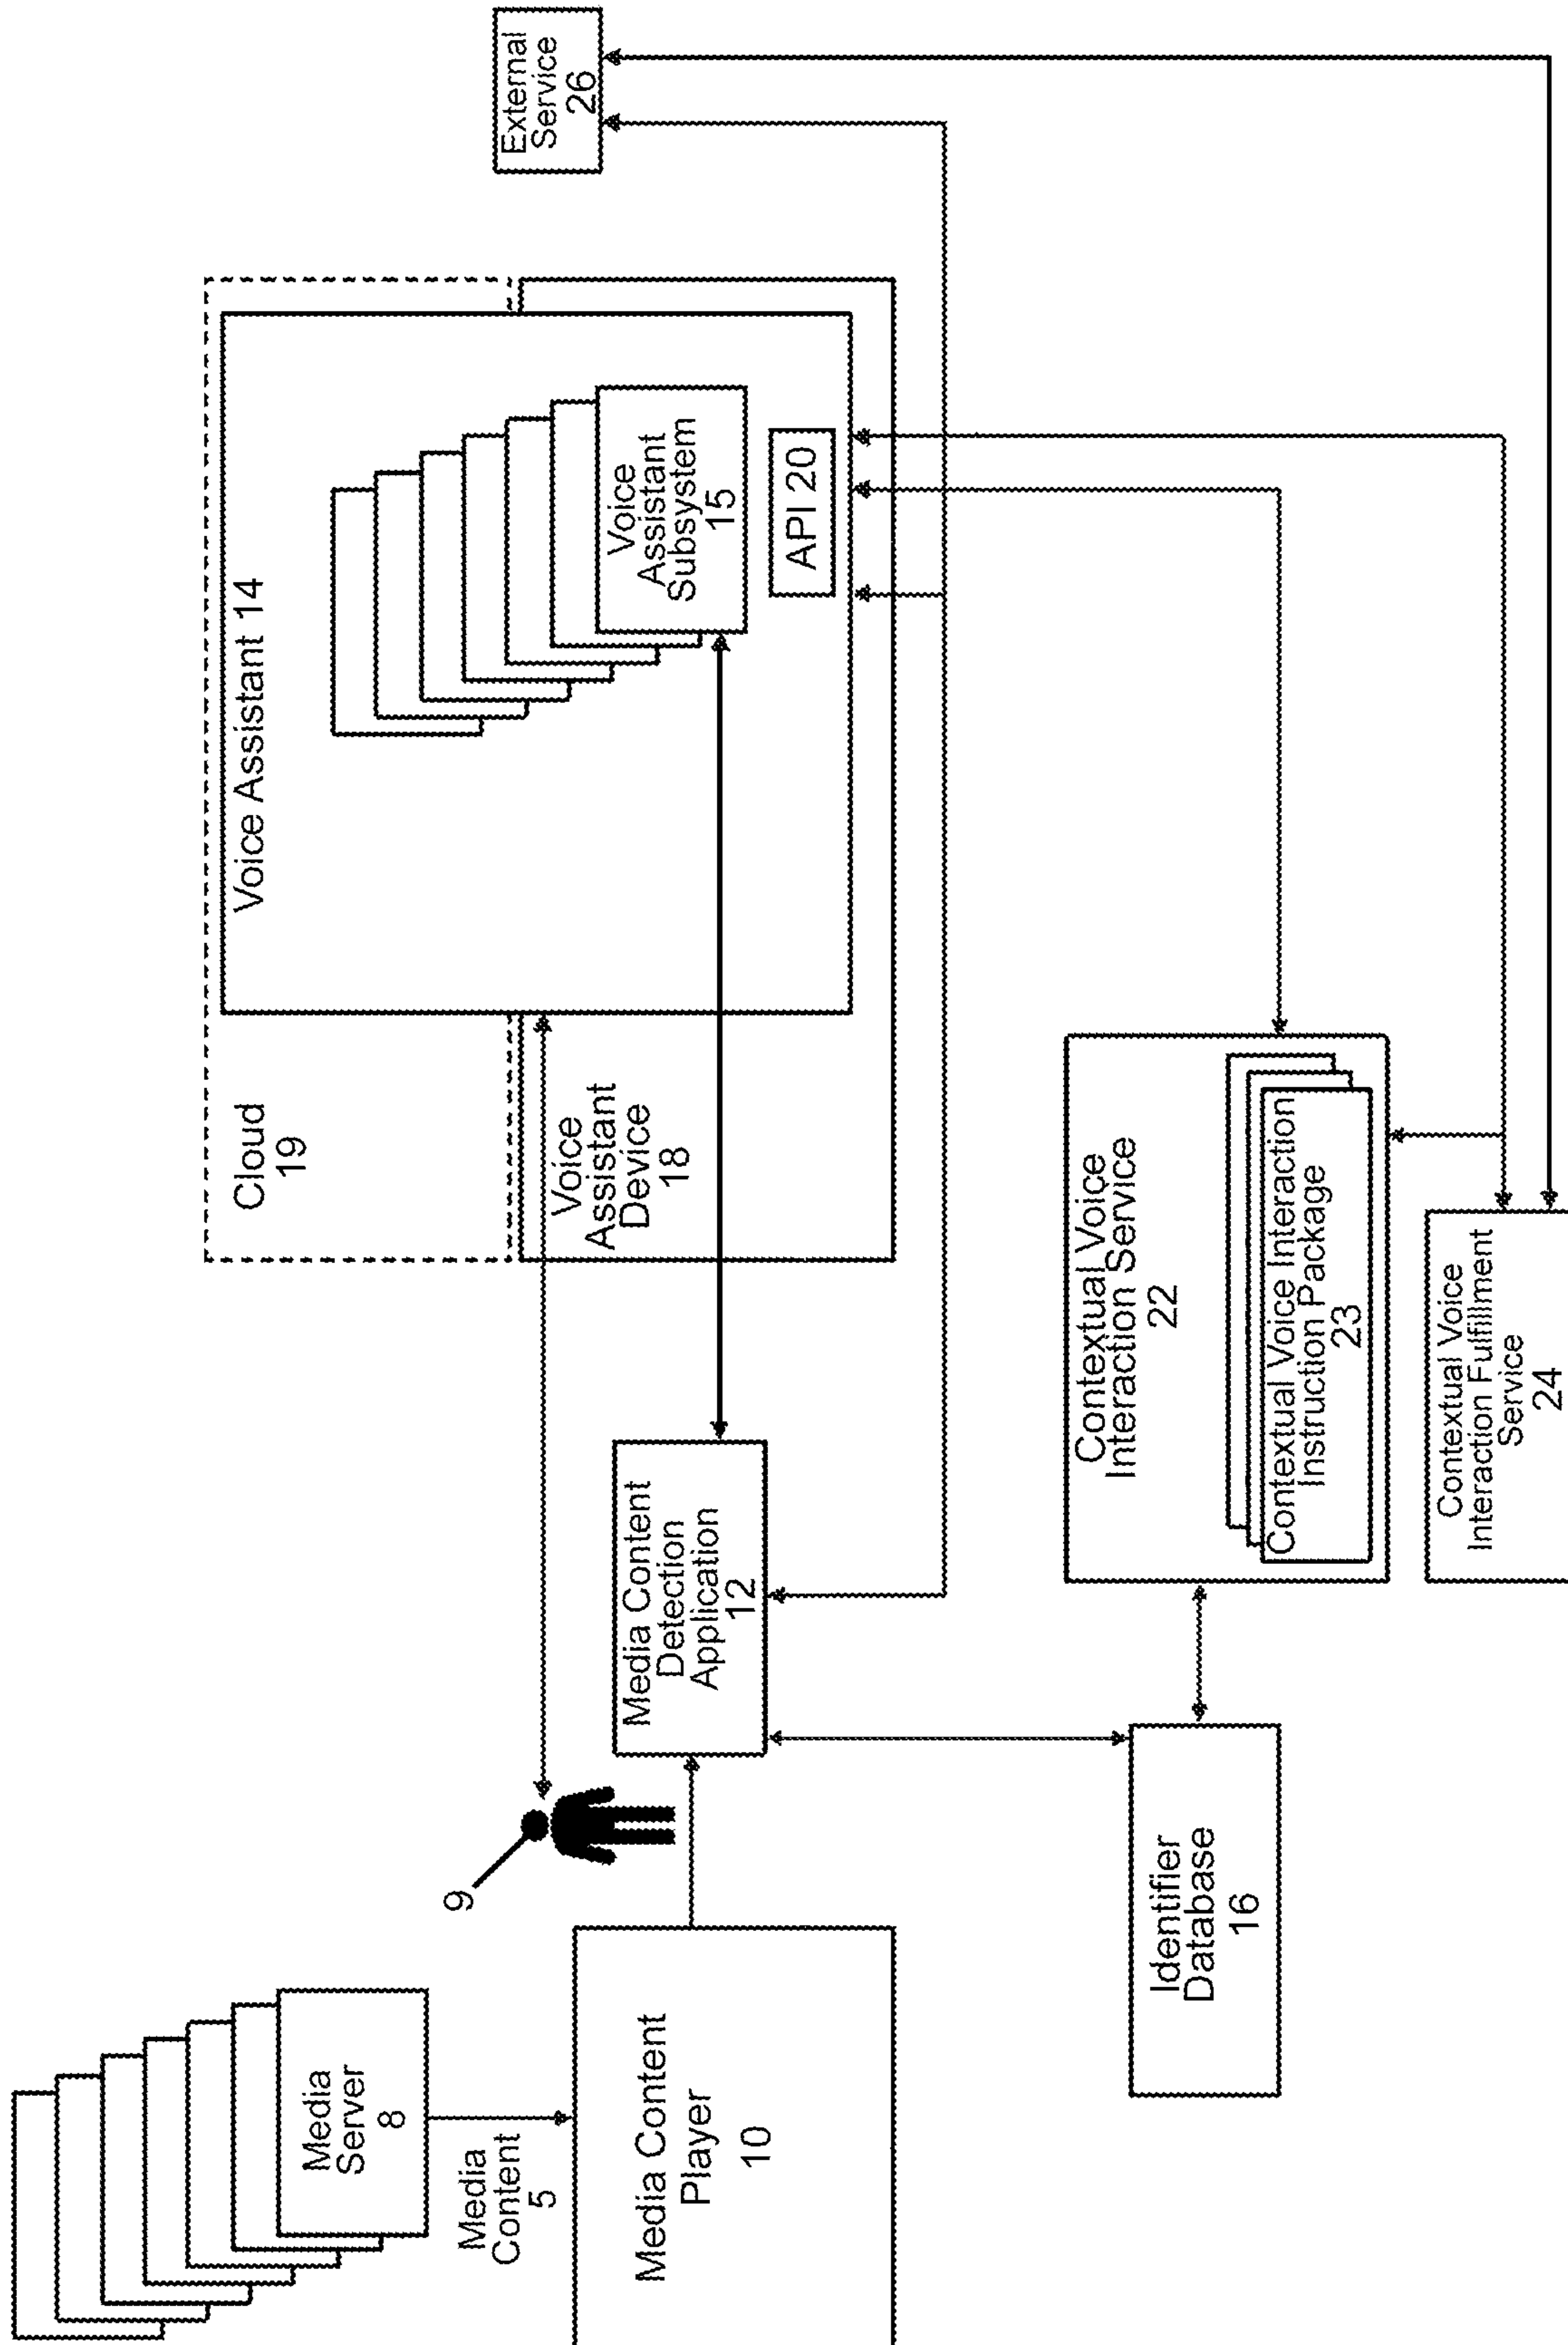 Media
Server
8
Media
Content
5
Media Content
Player
10
9
Media Content
Detection
Application
12
Identifier
Database
16
Cloud
19
Voice Assistant 14
Voice
Assistant
Device
18
Voice
Assistant
Subsystem
15
API 20
External
Service
26
Contextual Voice
Interaction Service
22
Contextual Voice Interaction
Instruction Package
23
Contextual Voice
Interaction Fulfillment
Service
24